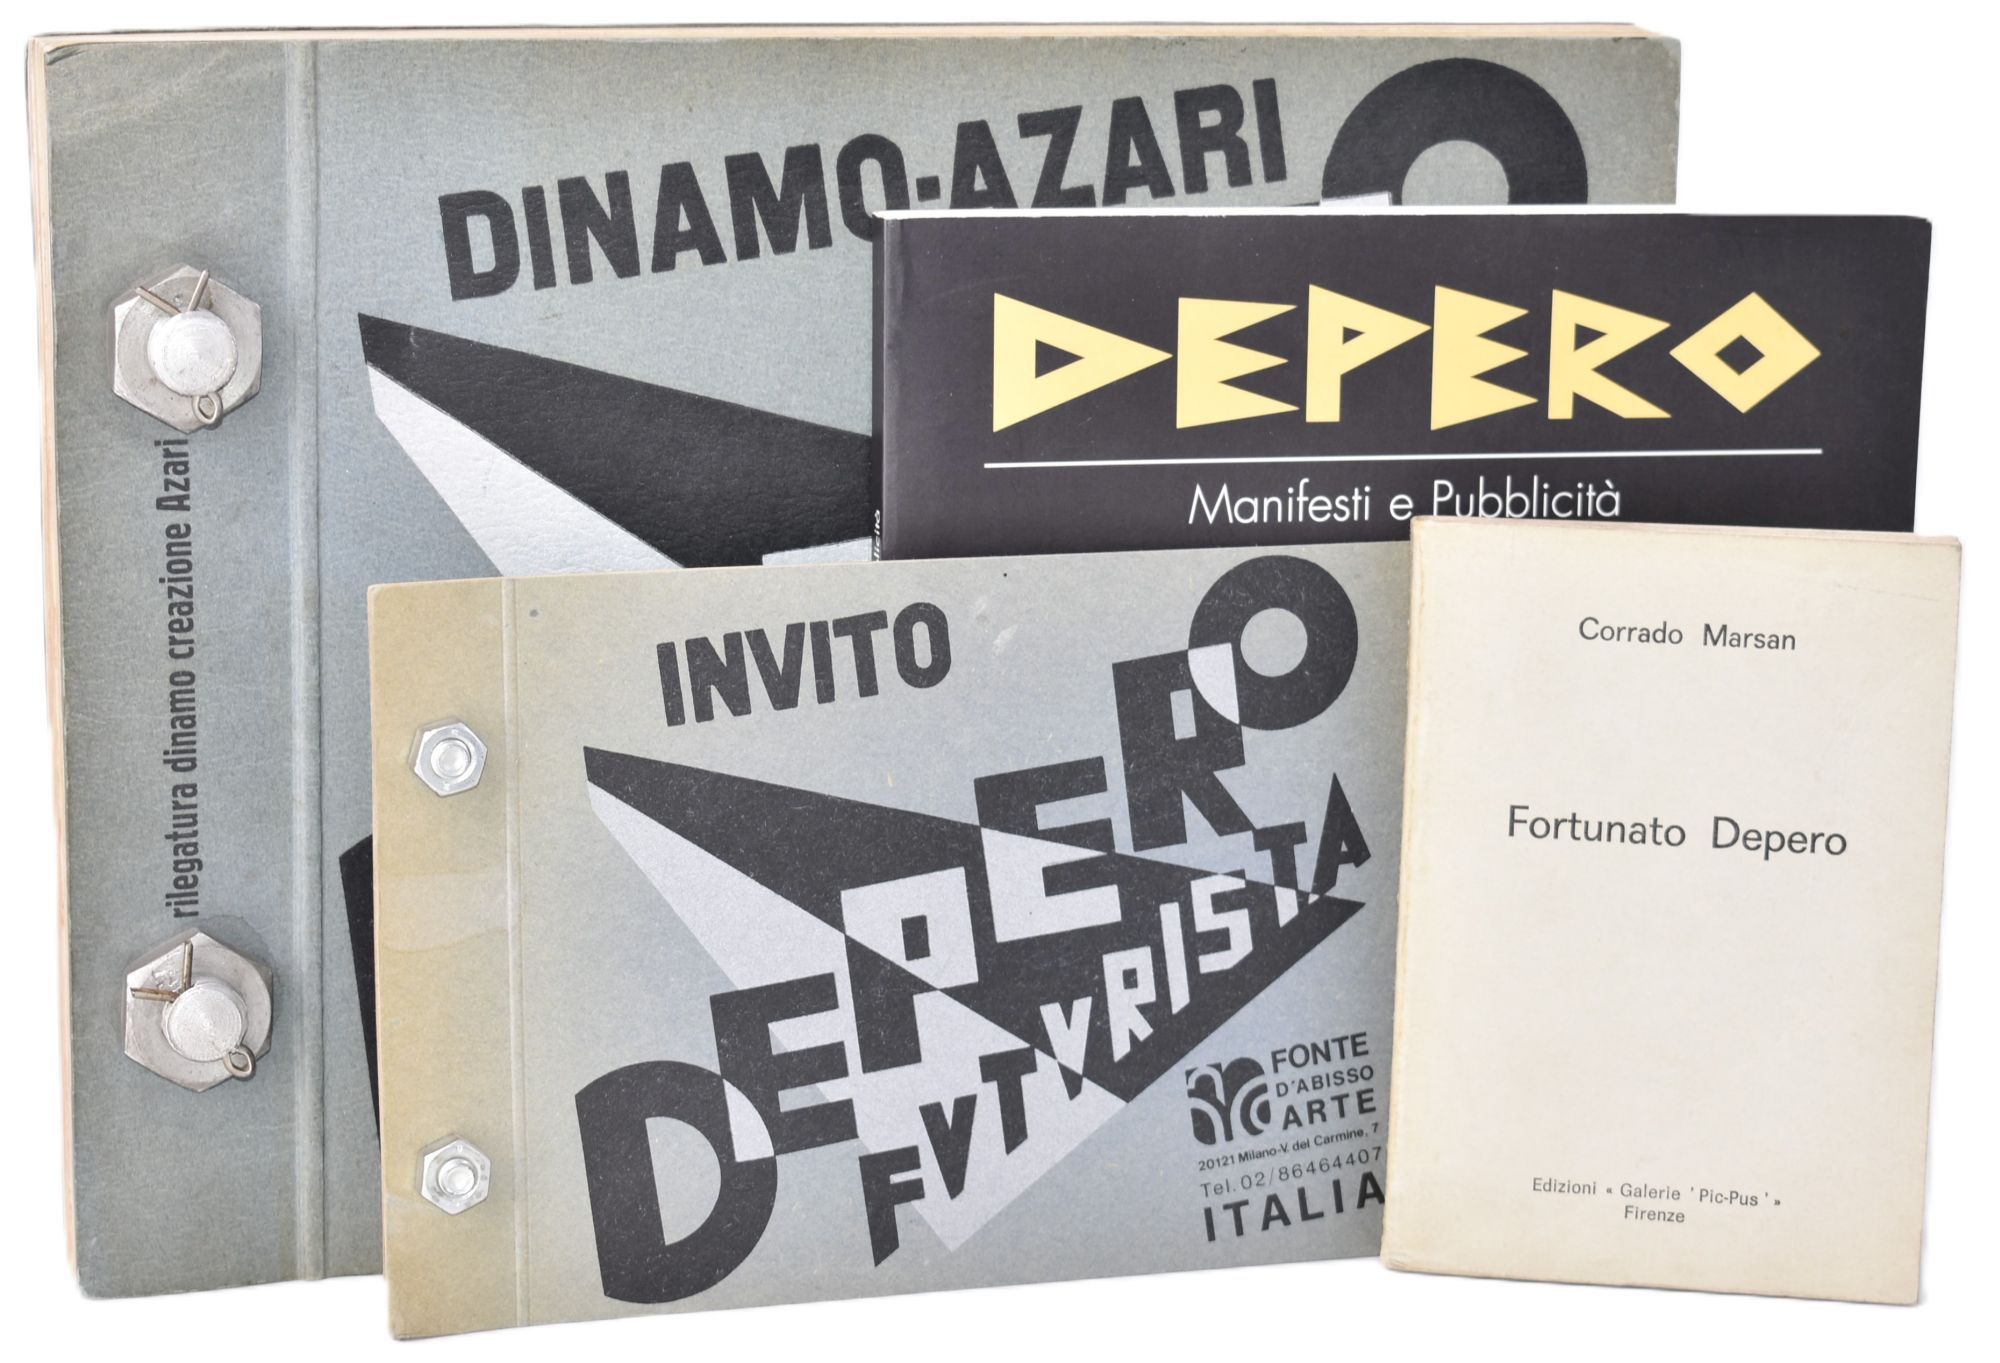 DINAMO-AZARI
rilegatura dinamo creazione Azari
DEPERO
Manifesti e Pubblicità
INVITO
DEPERO
FVTVRISTA
FONTE
D'ABISSO
ARTE
20121 Milano-V. del Carmine, 7
Tel. 02/86464407
ITALIA
Corrado Marsan
Fortunato Depero
Edizioni « Galerie ' Pic-Pus ' »
Firenze